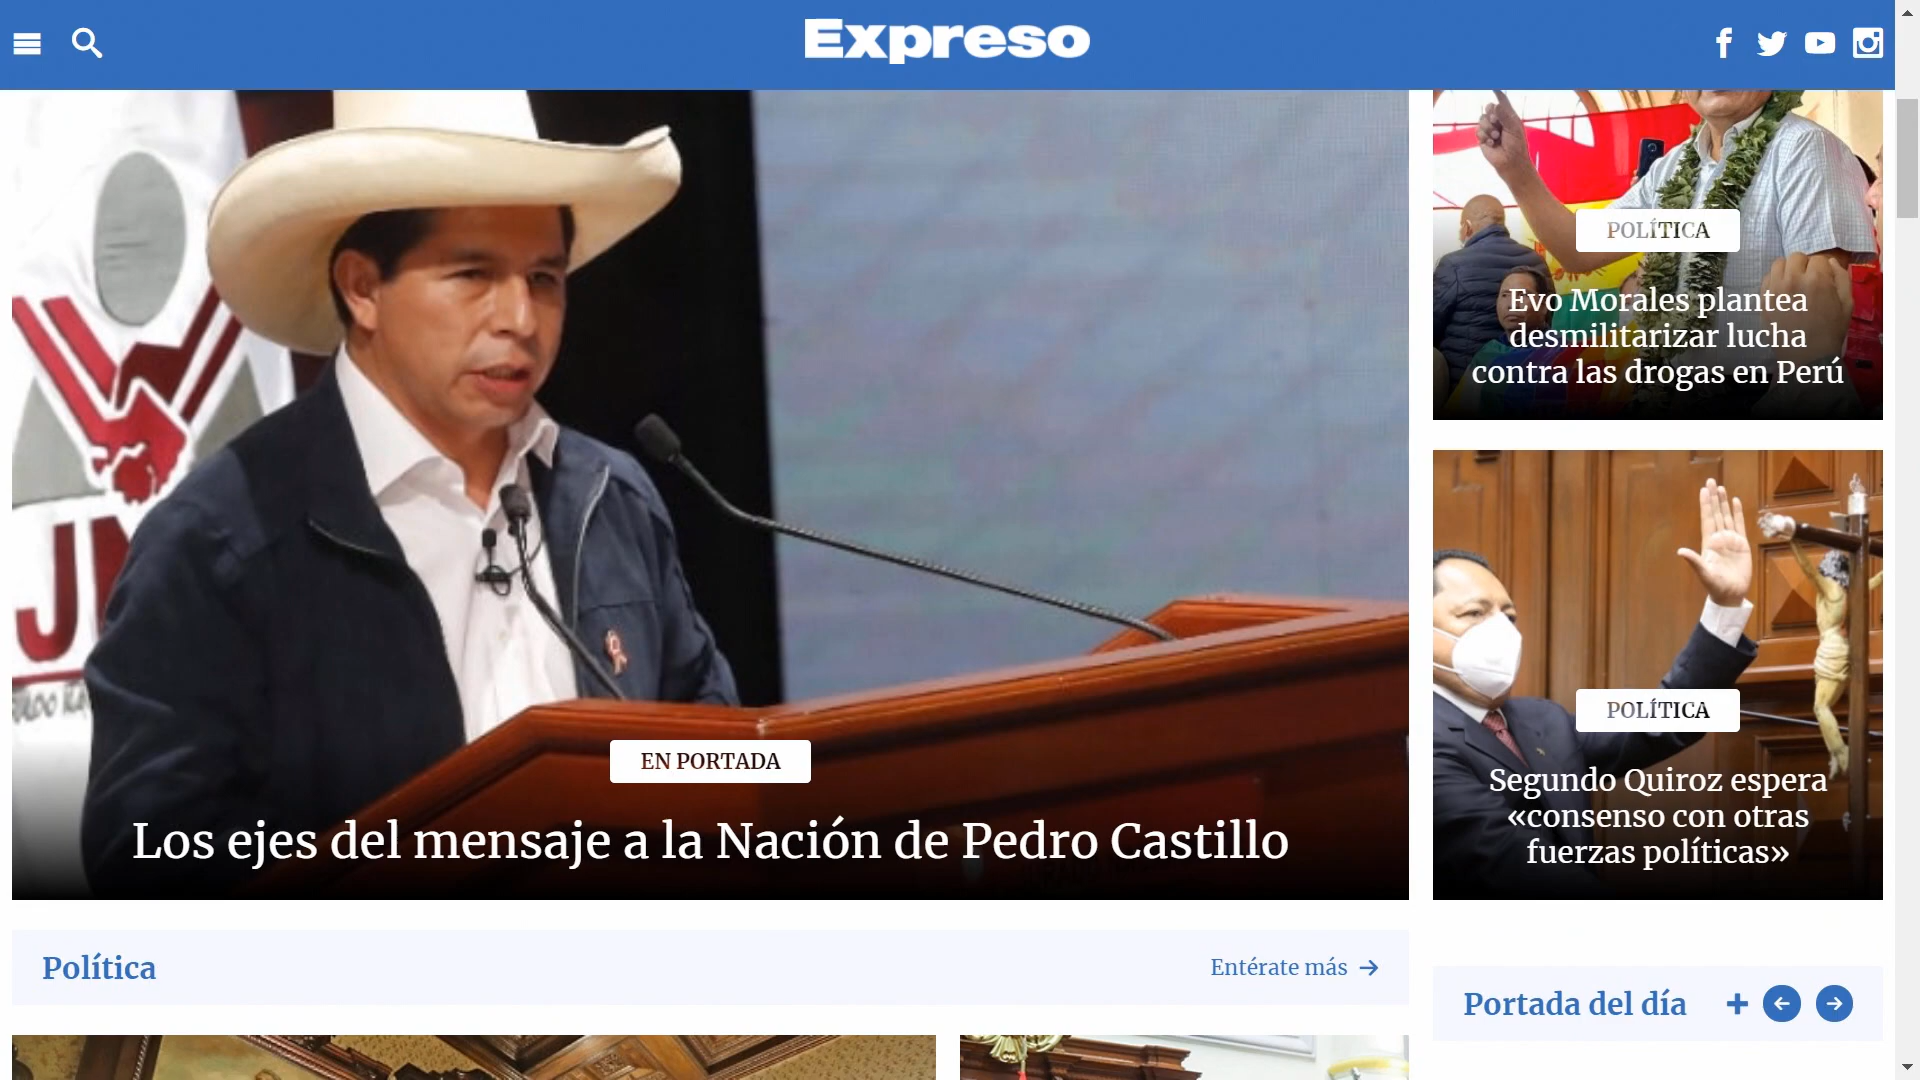 Expreso
EN PORTADA
Los ejes del mensaje a la Nación de Pedro Castillo
POLÍTICA
Evo Morales plantea
desmilitarizar lucha
contra las drogas en Perú
POLÍTICA
Segundo Quiroz espera
«consenso con otras
fuerzas políticas»
Política
Entérate más
Portada del día